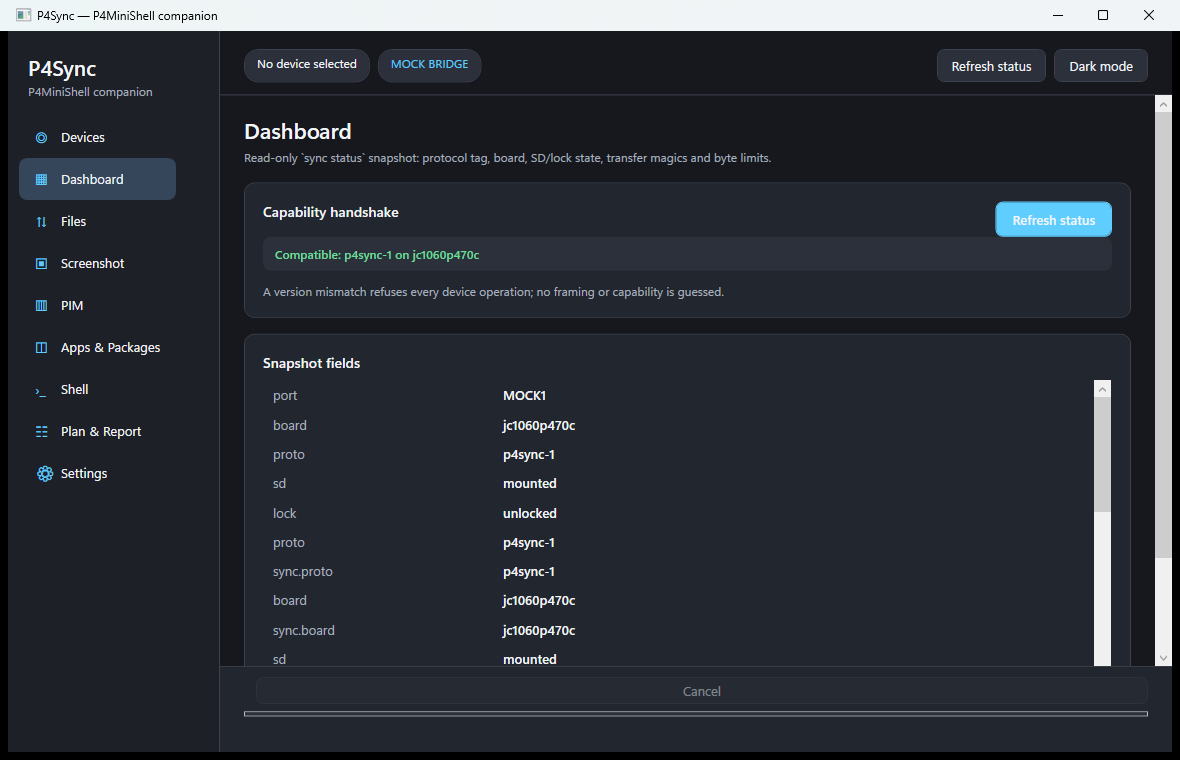 P4Sync — P4MiniShell companion
P4Sync
P4MiniShell companion
Devices
Dashboard
Files
Screenshot
PIM
Apps & Packages
Shell
Plan & Report
Settings
No device selected
MOCK BRIDGE
Refresh status
Dark mode
Dashboard
Read-only `sync status` snapshot: protocol tag, board, SD/lock state, transfer magics and byte limits.
Capability handshake
Refresh status
Compatible: p4sync-1 on jc1060p470c
A version mismatch refuses every device operation; no framing or capability is guessed.
Snapshot fields
port MOCK1
board jc1060p470c
proto p4sync-1
sd mounted
lock unlocked
proto p4sync-1
sync.proto p4sync-1
board jc1060p470c
sync.board jc1060p470c
sd mounted
Cancel